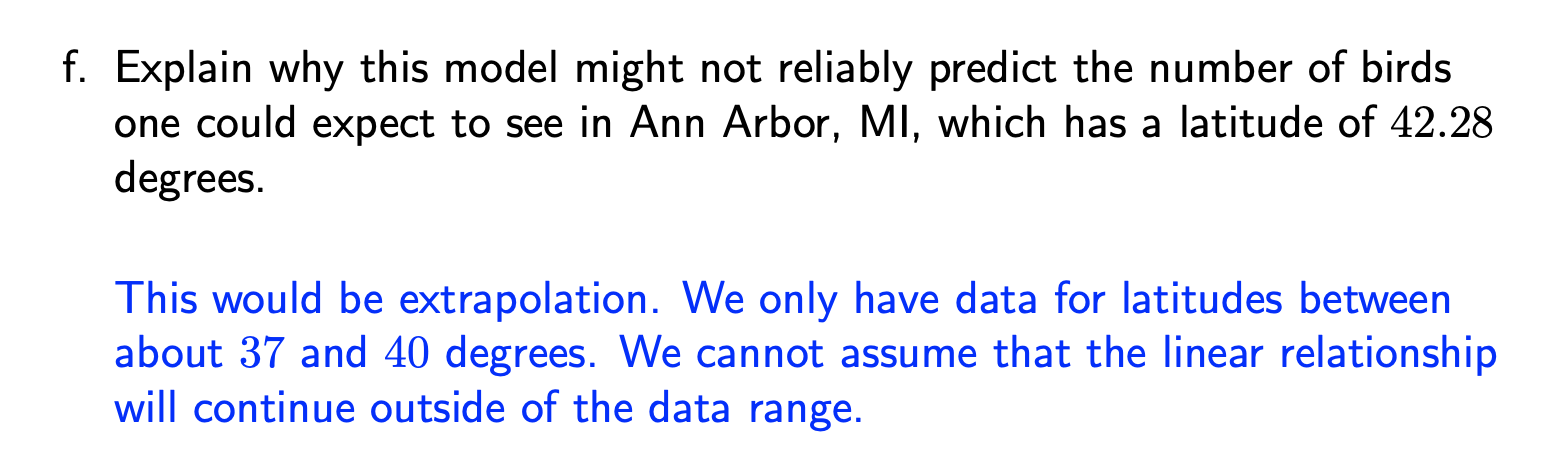 f. Explain why this model might not reliably predict the number of birds
one could expect to see in Ann Arbor, MI, which has a latitude of 42.28
degrees.
This would be extrapolation. We only have data for latitudes between
about 37 and 40 degrees. We cannot assume that the linear relationship
will continue outside of the data range.